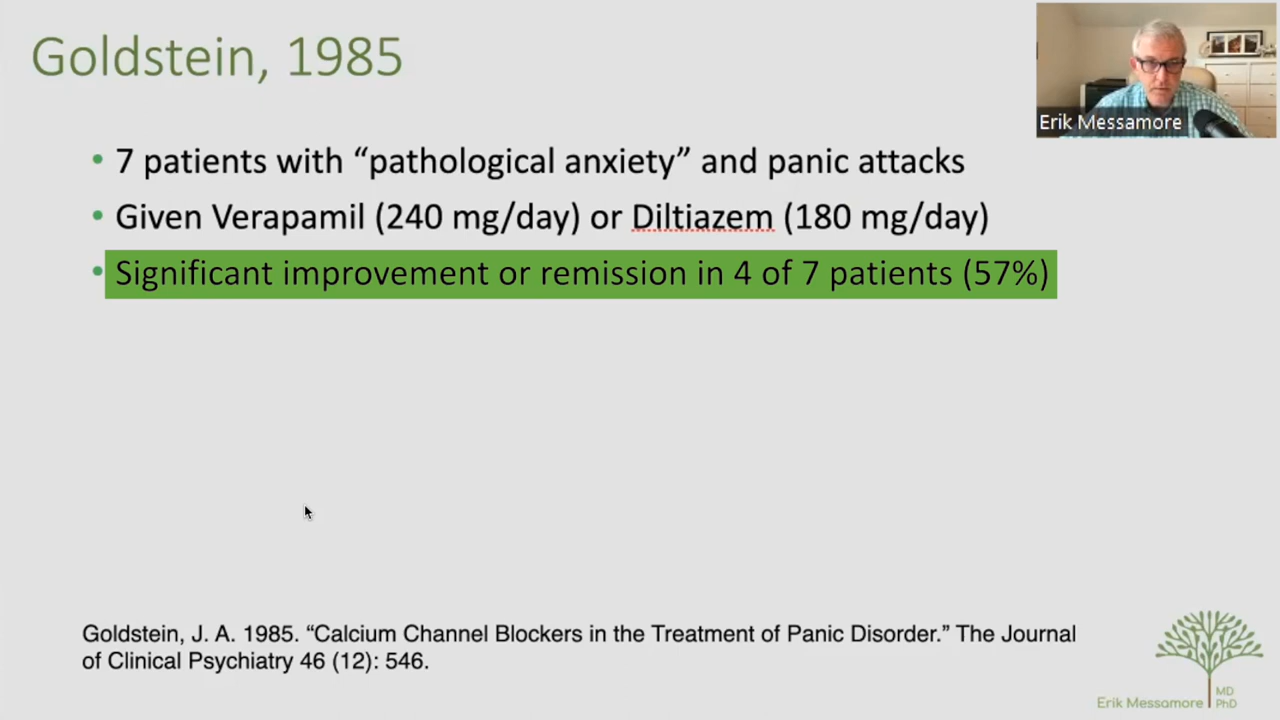 Goldstein, 1985
Erik Messamore
• 7 patients with “pathological anxiety” and panic attacks
• Given Verapamil (240 mg/day) or Diltiazem (180 mg/day)
• Significant improvement or remission in 4 of 7 patients (57%)
Goldstein, J. A. 1985. “Calcium Channel Blockers in the Treatment of Panic Disorder.” The Journal
of Clinical Psychiatry 46 (12): 546.
Erik Messamore MD PhD